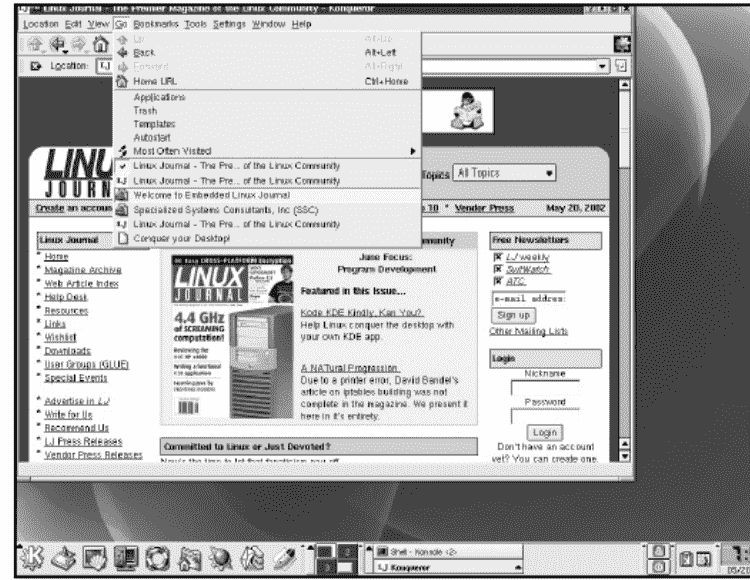 Linux Journal - The Premier Magazine of the Linux Community - Konqueror
Location Edit View Go Bookmarks Tools Settings Window Help
Up Alt+Up
Back Alt+Left
Forward Alt+Right
Home URL Ctrl+Home
Location:
Applications
Trash
Templates
Autostart
Most Often Visited
Linux Journal - The Pre... of the Linux Community
Linux Journal - The Pre... of the Linux Community
Welcome to Embedded Linux Journal
Specialized Systems Consultants, Inc (SSC)
Linux Journal - The Pre... of the Linux Community
Conquer your Desktop!
LINU
JOURN
Topics All Topics
Create an accoun
10 * Vendor Press May 20, 2002
Linux Journal
* Home
* Magazine Archive
* Web Article Index
* Help Desk
* Resources
* Links
* Wishlist
* Downloads
* User Groups (GLUE)
* Special Events
* Advertise in LJ
* Write for Us
* Recommend Us
* LJ Press Releases
* Vendor Press Releases
munity
CROSS-PLATFORM
LINUX
JOURNAL
4.4 GHz
of SCREAMING
computation!
June Focus:
Program Development
Featured in this Issue...
Kode KDE Kindly, Kan You?
Help Linux conquer the desktop with
your own KDE app.
A NATural Progression
Due to a printer error, David Bandel's
article on iptables building was not
complete in the magazine. We present it
here in it's entirety.
Committed to Linux or Just Devoted?
Free Newsletters
LJ weekly
SuitWatch
ATC
e-mail address:
Sign up
Other Mailing Lists
Login
Nickname
Password
Login
Don't have an account
yet? You can create one.
Shell - Konsole <2>
Konqueror